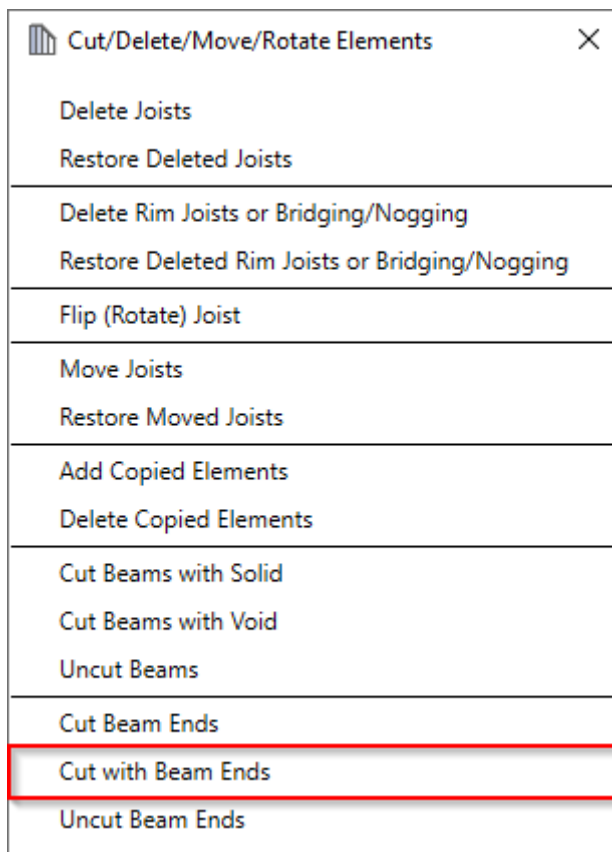 Cut/Delete/Move/Rotate Elements
Delete Joists
Restore Deleted Joists
Delete Rim Joists or Bridging/Nogging
Restore Deleted Rim Joists or Bridging/Nogging
Flip (Rotate) Joist
Move Joists
Restore Moved Joists
Add Copied Elements
Delete Copied Elements
Cut Beams with Solid
Cut Beams with Void
Uncut Beams
Cut Beam Ends
Cut with Beam Ends
Uncut Beam Ends